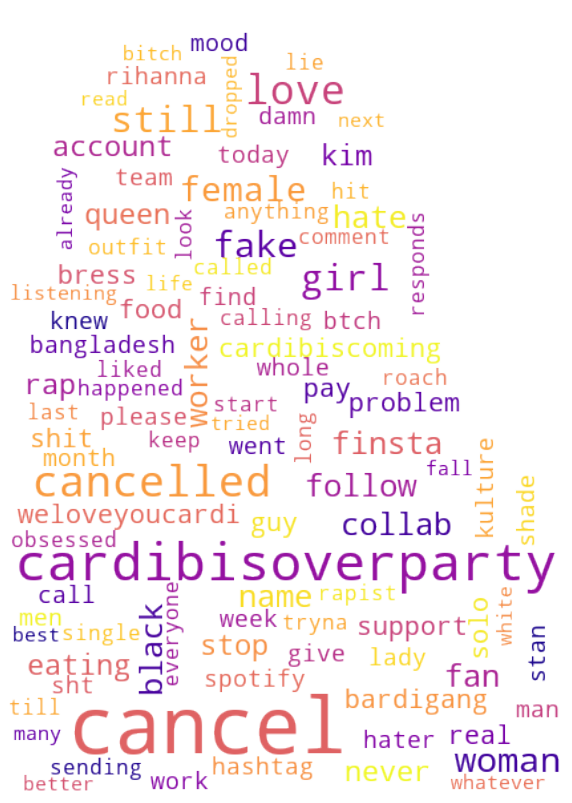 bitch mood
rihanna lie
read dropped love
still damn next
account today kim
already team female hit
queen look anything hate
outfit fake comment responds
bress life called girl
listening food find
knew worker calling btch
bangladesh cardibiscoming
liked whole
rap happened pay roach
last please start problem
shit tried long finsta
month keep went fall
cancelled follow kulture
weloveyoucardi guy collab shade
obsessed
cardibisoverparty
call everyone name rapist
men black week tryna support solo white
best single stop stan
eating give lady
sht spotify fan
till bardigang man
many cancel hater real
sending hashtag never woman
better work whatever